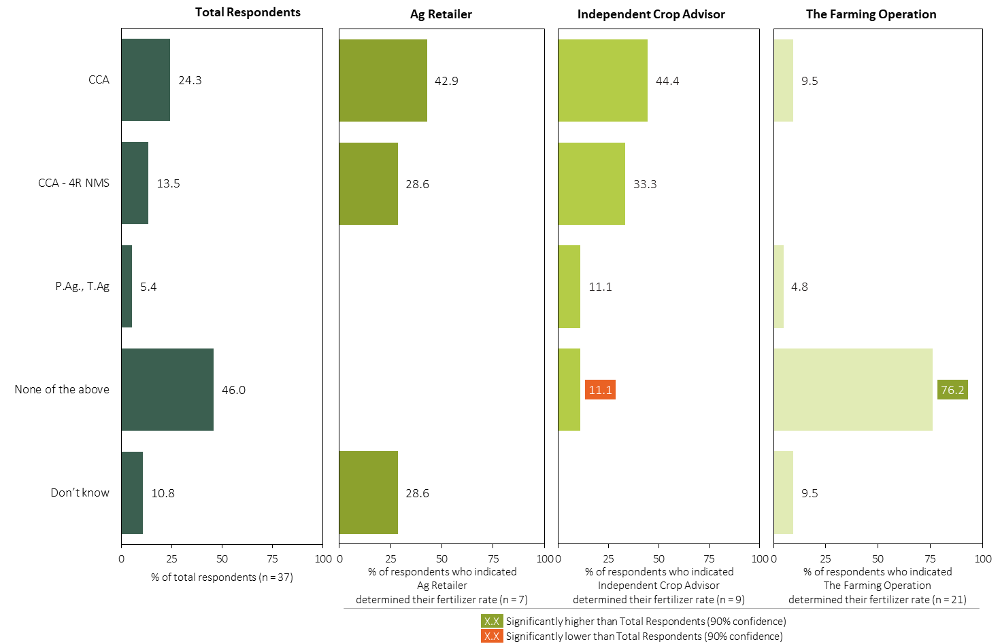 Total Respondents
Ag Retailer
Independent Crop Advisor
The Farming Operation
CCA
24.3
42.9
44.4
9.5
CCA - 4R NMS
13.5
28.6
33.3
P.Ag., T.Ag
5.4
11.1
4.8
None of the above
46.0
11.1
76.2
Don't know
10.8
28.6
9.5
0 25 50 75 100
0 25 50 75 100
0 25 50 75 100
0 25 50 75 100
% of total respondents (n = 37)
% of respondents who indicated
Ag Retailer
determined their fertilizer rate (n = 7)
% of respondents who indicated
Independent Crop Advisor
determined their fertilizer rate (n = 9)
% of respondents who indicated
The Farming Operation
determined their fertilizer rate (n = 21)
X.X Significantly higher than Total Respondents (90% confidence)
X.X Significantly lower than Total Respondents (90% confidence)